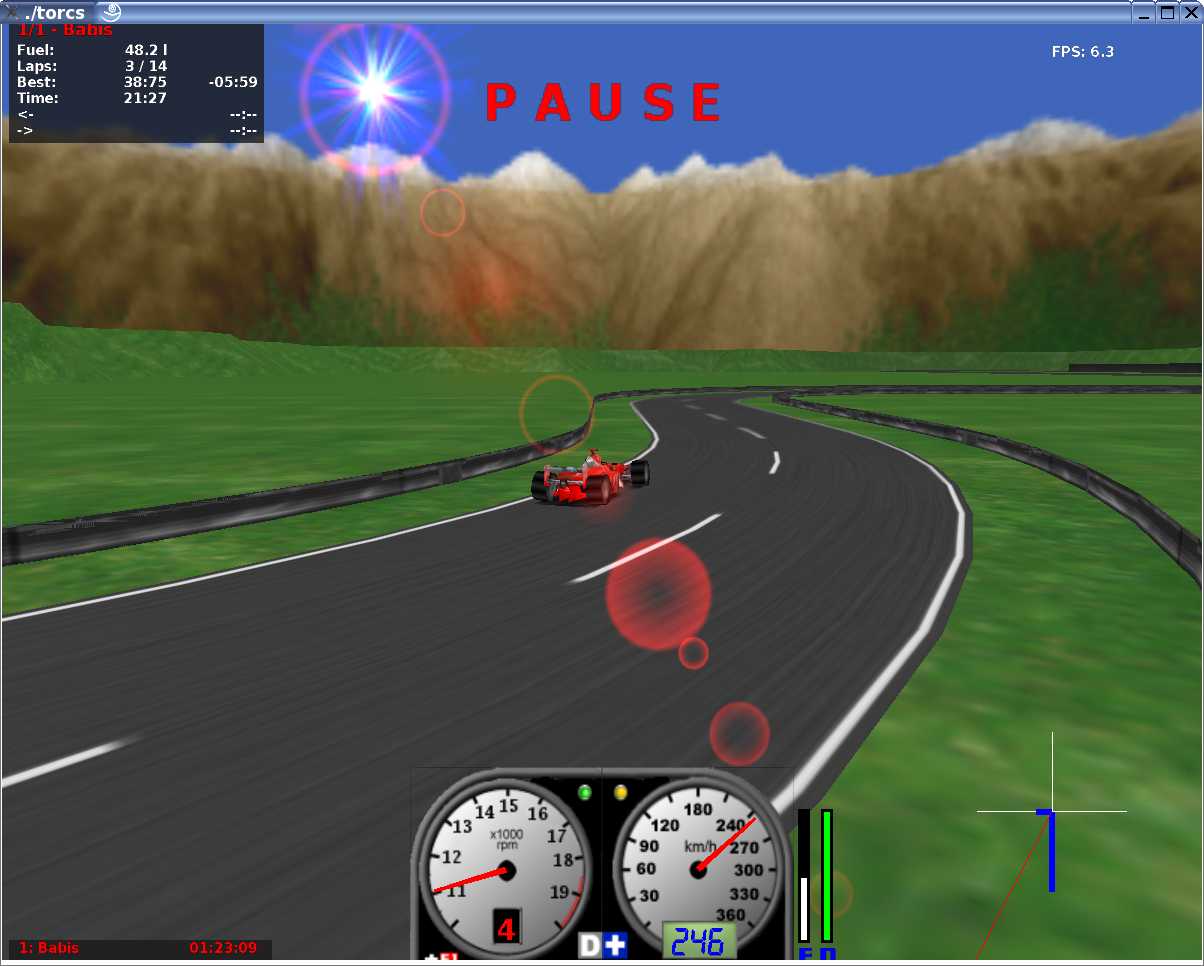 ./torcs
1/1 - Babis
Fuel: 48.2 l
Laps: 3 / 14
Best: 38:75 -05:59
Time: 21:27
<- --:--
-> --:--
FPS: 6.3
PAUSE
11 12 13 14 15 16 17 18 19
x1000
rpm
4
30 60 90 120 180 240 270 300 330 360
km/h
D+
246
1: Babis 01:23:09